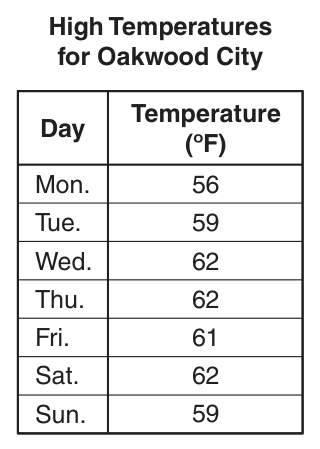 High Temperatures
for Oakwood City
Day Temperature
(°F)
Mon. 56
Tue. 59
Wed. 62
Thu. 62
Fri. 61
Sat. 62
Sun. 59